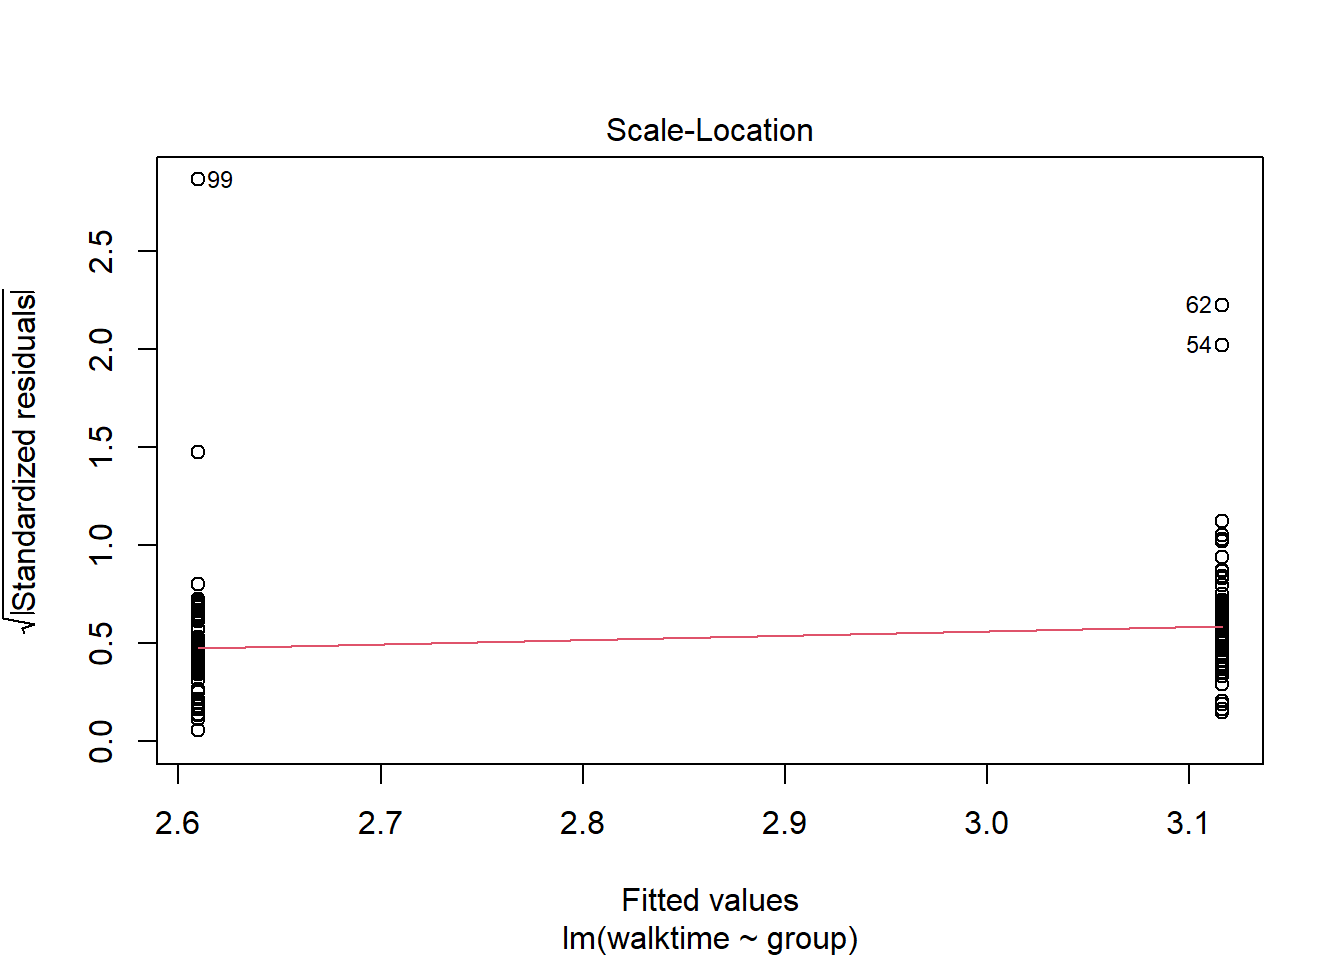 Scale-Location
99
62
54
2.5
2.0
1.5
1.0
0.5
0.0
√|Standardized residuals|
2.6 2.7 2.8 2.9 3.0 3.1
Fitted values
lm(walktime ~ group)